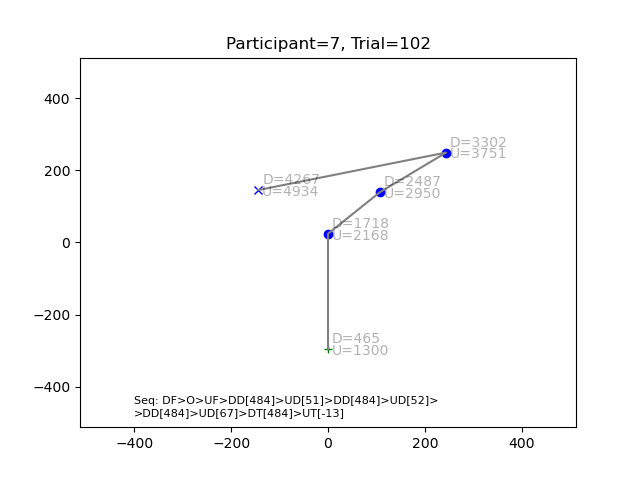 Participant=7, Trial=102
400
D=3302
U=3751
D=4267
U=4934
D=2487
U=2950
200
D=1718
U=2168
0
−200
D=465
U=1300
−400
Seq: DF>O>UF>DD[484]>UD[51]>DD[484]>UD[52]>
>DD[484]>UD[67]>DT[484]>UT[-13]
−400 −200 0 200 400